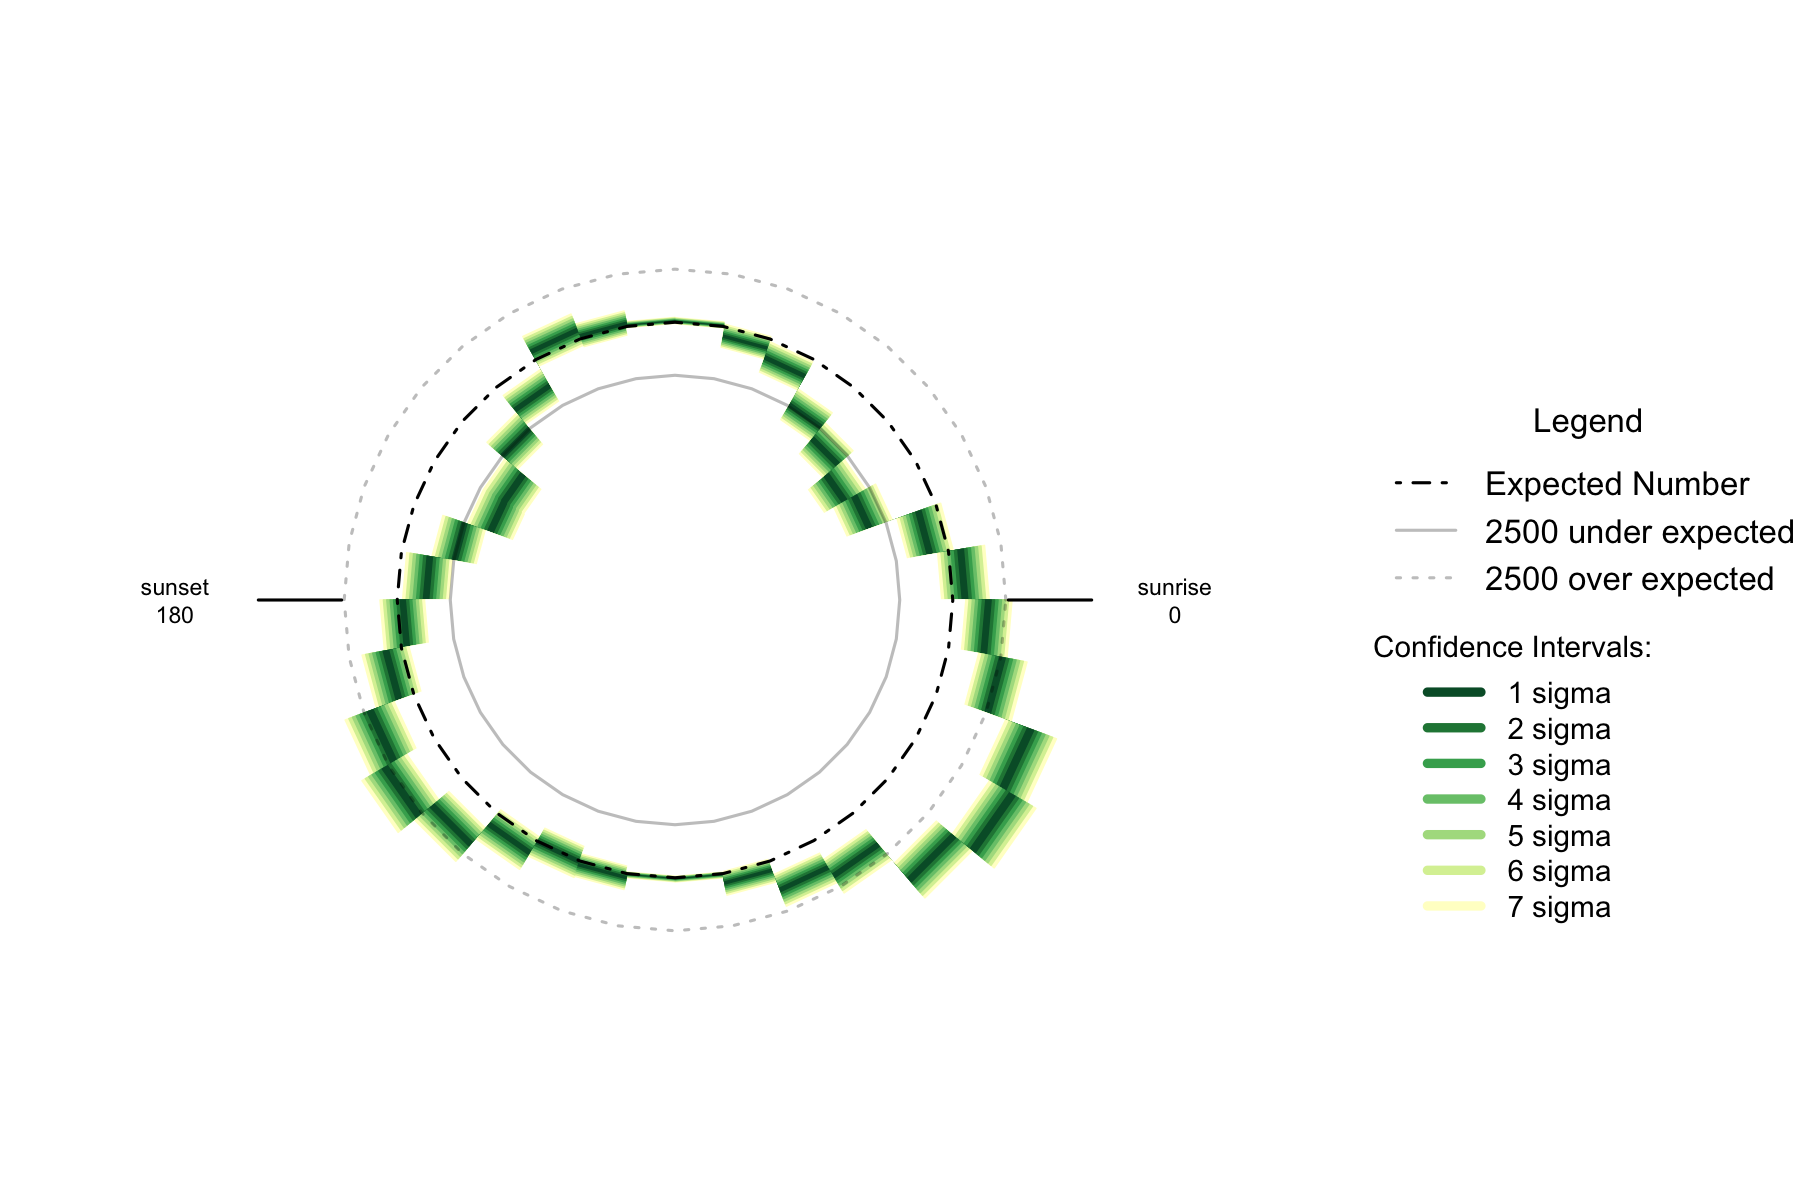 sunset
180
sunrise
0
Legend
Expected Number
2500 under expected
2500 over expected
Confidence Intervals:
1 sigma
2 sigma
3 sigma
4 sigma
5 sigma
6 sigma
7 sigma